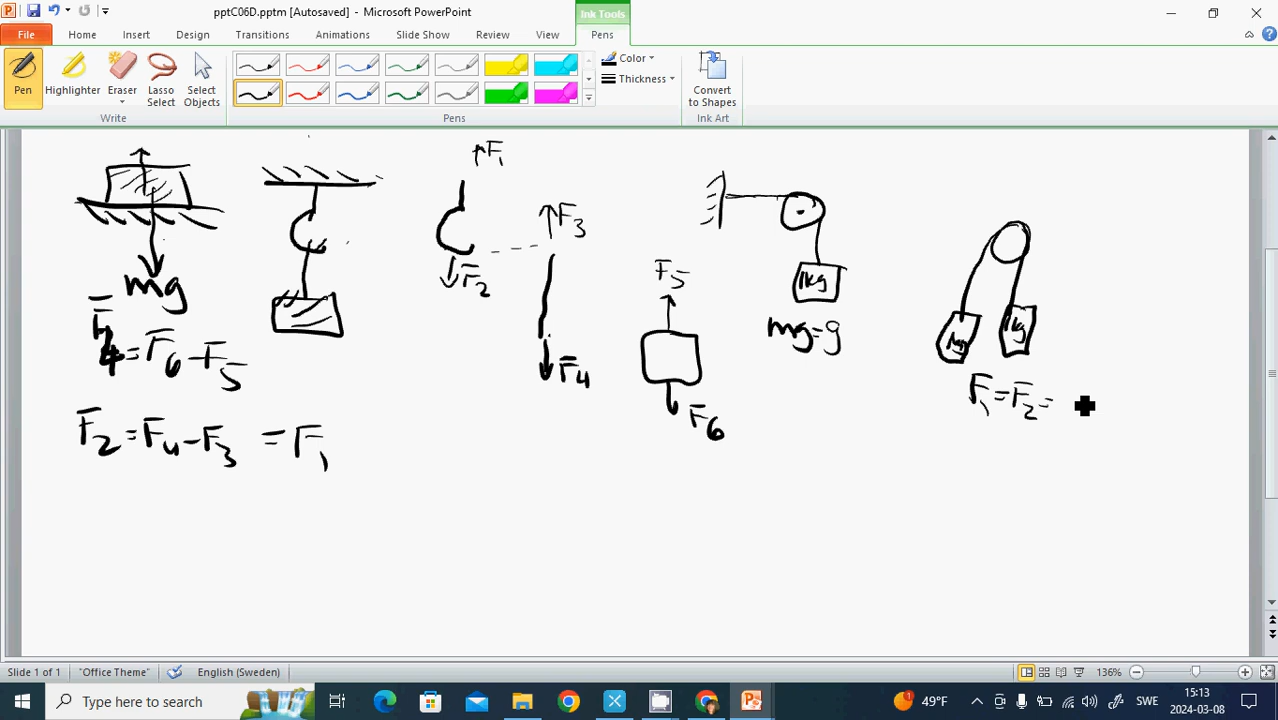 pptC06D.pptm [Autosaved] - Microsoft PowerPoint
Ink Tools
File Home Insert Design Transitions Animations Slide Show Review View Pens
Pen Highlighter Eraser Lasso Select Select Objects
Color
Thickness
Convert to Shapes
Write Pens Ink Art
F1
F3
F2
mg
F5
1kg
mg=g
1kg
F4=F6-F5
F4
F1=F2=
F6
F2=F4-F3 =F1
Slide 1 of 1 "Office Theme" English (Sweden) 136%
Type here to search
49°F
SWE
15:13
2024-03-08
1